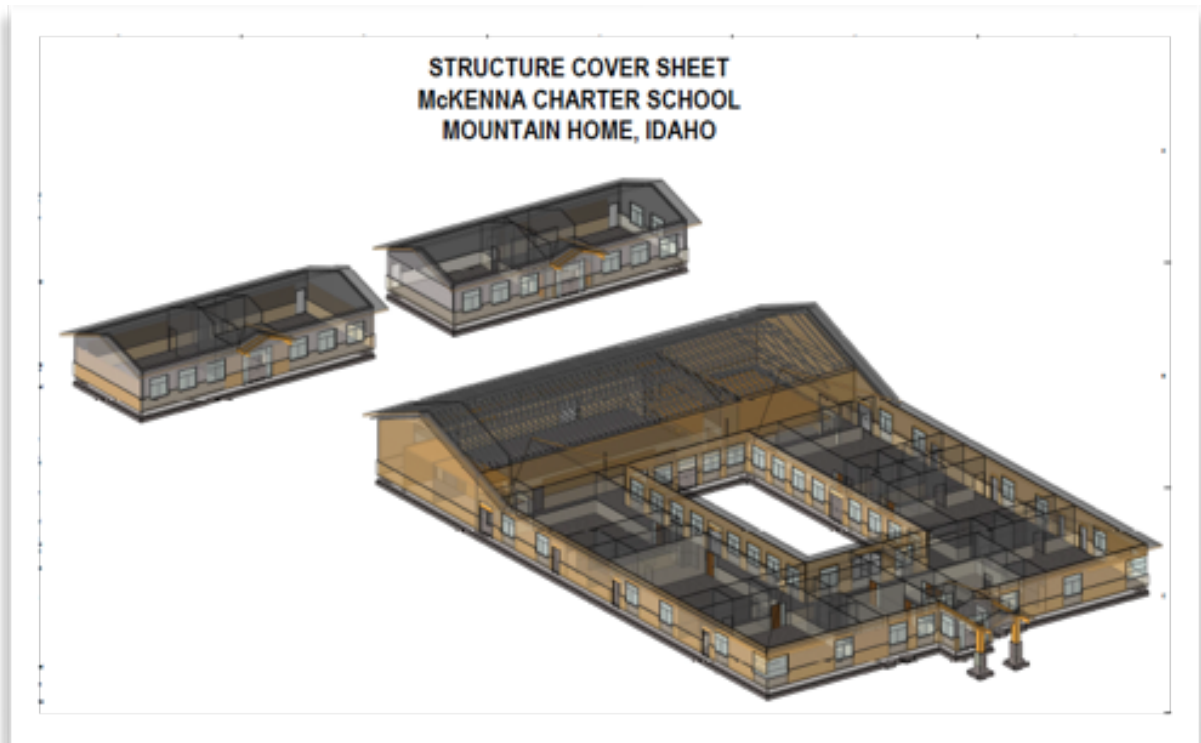 STRUCTURE COVER SHEET
McKENNA CHARTER SCHOOL
MOUNTAIN HOME, IDAHO